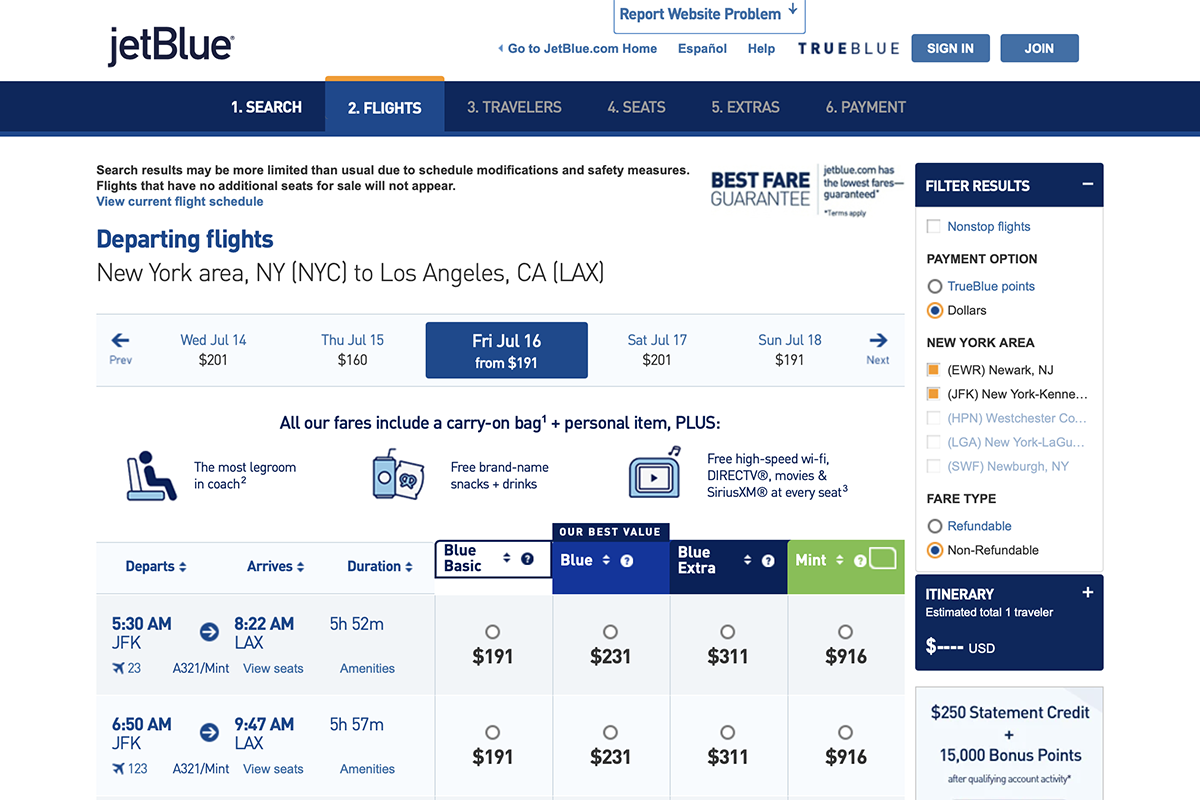 Report Website Problem
jetBlue
Go to JetBlue.com Home Español Help TRUEBLUE SIGN IN JOIN
1. SEARCH 2. FLIGHTS 3. TRAVELERS 4. SEATS 5. EXTRAS 6. PAYMENT
Search results may be more limited than usual due to schedule modifications and safety measures.
Flights that have no additional seats for sale will not appear.
View current flight schedule
BEST FARE
GUARANTEE
jetblue.com has
the lowest fares—
guaranteed*
*Terms apply
Departing flights
New York area, NY (NYC) to Los Angeles, CA (LAX)
Prev
Wed Jul 14
$201
Thu Jul 15
$160
Fri Jul 16
from $191
Sat Jul 17
$201
Sun Jul 18
$191
Next
All our fares include a carry-on bag¹ + personal item, PLUS:
The most legroom
in coach²
Free brand-name
snacks + drinks
Free high-speed wi-fi,
DIRECTV®, movies &
SiriusXM® at every seat³
OUR BEST VALUE
Departs Arrives Duration
Blue
Basic ?
Blue ?
Blue
Extra ?
Mint ?
5:30 AM 8:22 AM 5h 52m
JFK LAX
23 A321/Mint View seats Amenities
$191 $231 $311 $916
6:50 AM 9:47 AM 5h 57m
JFK LAX
123 A321/Mint View seats Amenities
$191 $231 $311 $916
FILTER RESULTS
Nonstop flights
PAYMENT OPTION
TrueBlue points
Dollars
NEW YORK AREA
(EWR) Newark, NJ
(JFK) New York-Kenne...
(HPN) Westchester Co...
(LGA) New York-LaGu...
(SWF) Newburgh, NY
FARE TYPE
Refundable
Non-Refundable
ITINERARY +
Estimated total 1 traveler
$---- USD
$250 Statement Credit
+
15,000 Bonus Points
after qualifying account activity*